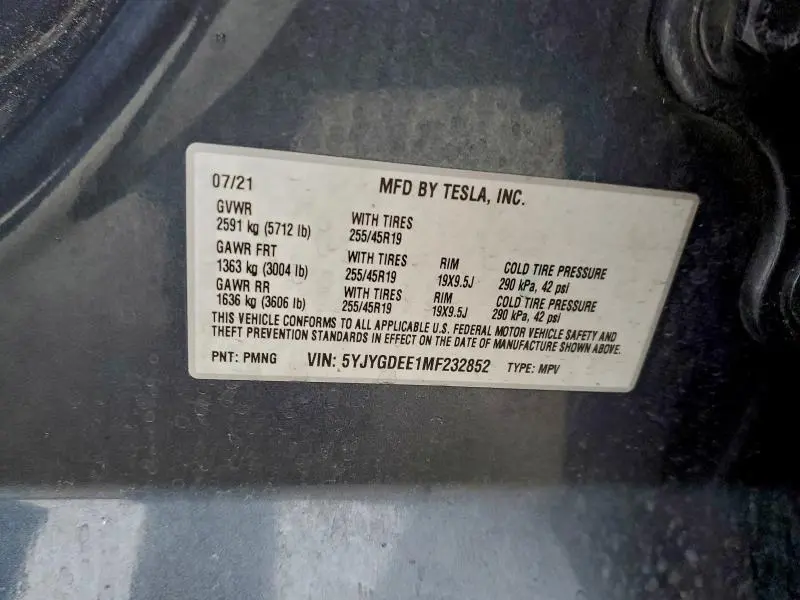 07/21 MFD BY TESLA, INC.
GVWR
2591 kg (5712 lb) WITH TIRES 255/45R19
GAWR FRT
1363 kg (3004 lb) WITH TIRES 255/45R19 RIM 19X9.5J COLD TIRE PRESSURE 290 kPa, 42 psi
GAWR RR
1636 kg (3606 lb) WITH TIRES 255/45R19 RIM 19X9.5J COLD TIRE PRESSURE 290 kPa, 42 psi
THIS VEHICLE CONFORMS TO ALL APPLICABLE U.S. FEDERAL MOTOR VEHICLE SAFETY AND
THEFT PREVENTION STANDARDS IN EFFECT ON THE DATE OF MANUFACTURE SHOWN ABOVE.
PNT: PMNG VIN: 5YJYGDEE1MF232852 TYPE: MPV